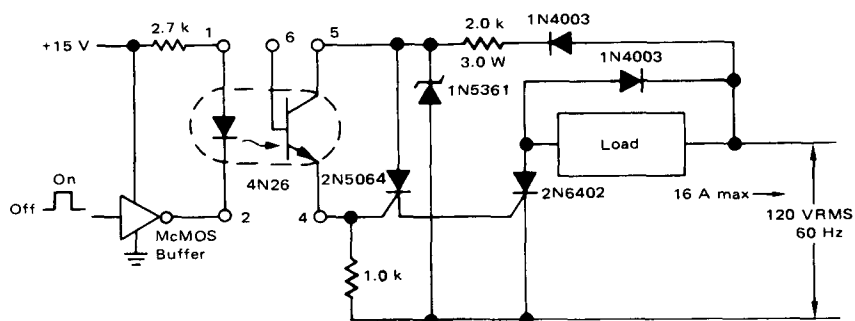 2.0 k
1N4003
2.7 k
1
6
5
+15 V
3.0 W
1N4003
1N5361
Load
On
Off
4N26
2N5064
2N6402
16 A max
2
4
McMOS
Buffer
120 VRMS
60 Hz
1.0 k